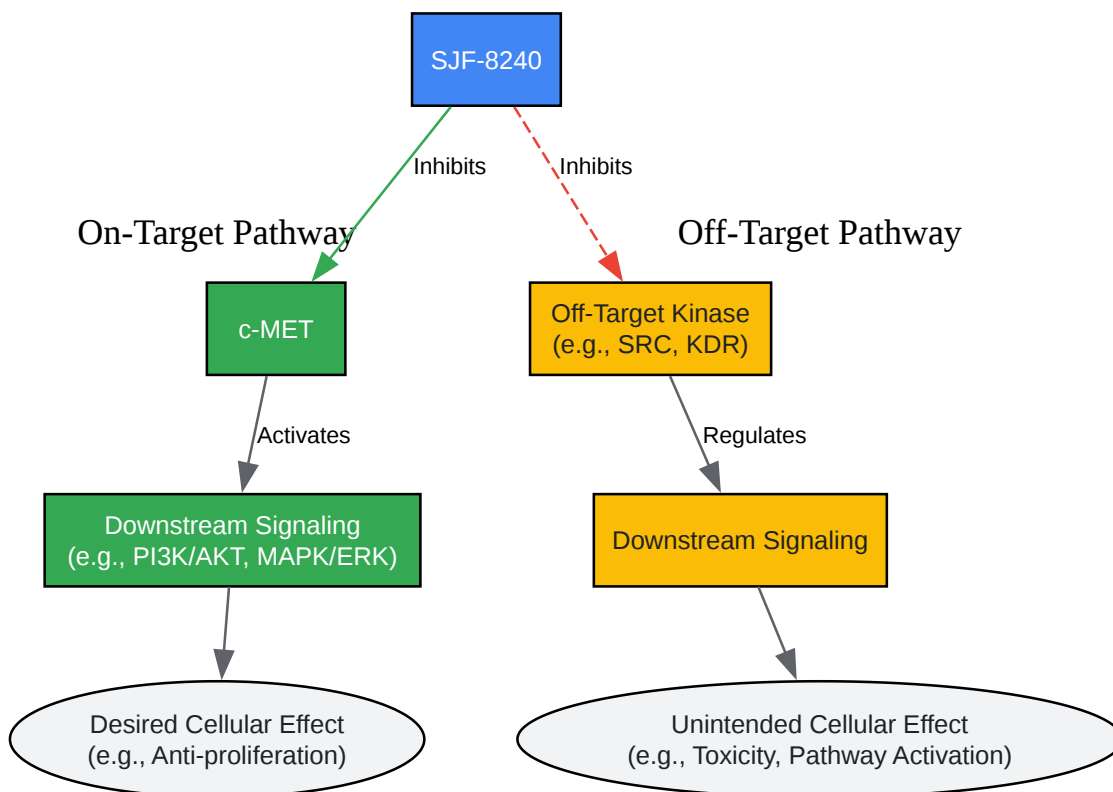 SJF-8240
Inhibits
Inhibits
On-Target Pathway
Off-Target Pathway
c-MET
Off-Target Kinase
(e.g., SRC, KDR)
Activates
Regulates
Downstream Signaling
(e.g., PI3K/AKT, MAPK/ERK)
Downstream Signaling
Desired Cellular Effect
(e.g., Anti-proliferation)
Unintended Cellular Effect
(e.g., Toxicity, Pathway Activation)